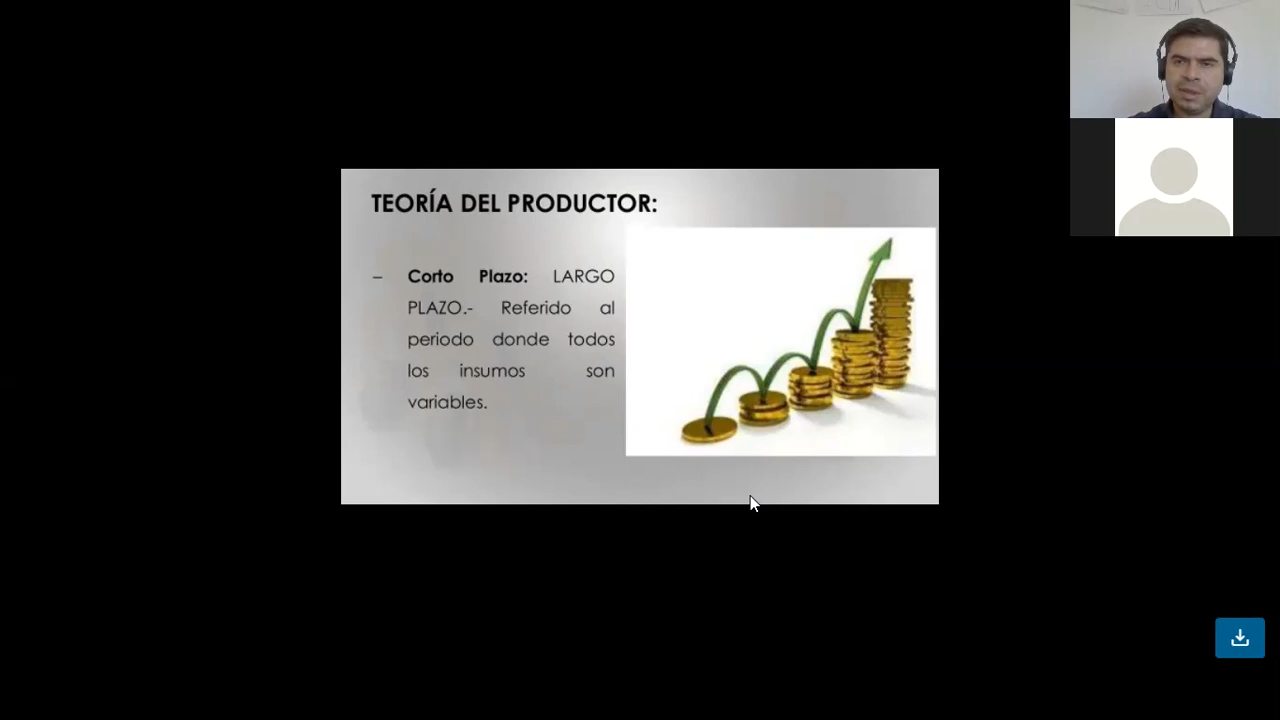 TEORÍA DEL PRODUCTOR:
– Corto Plazo: LARGO
PLAZO.- Referido al
periodo donde todos
los insumos son
variables.